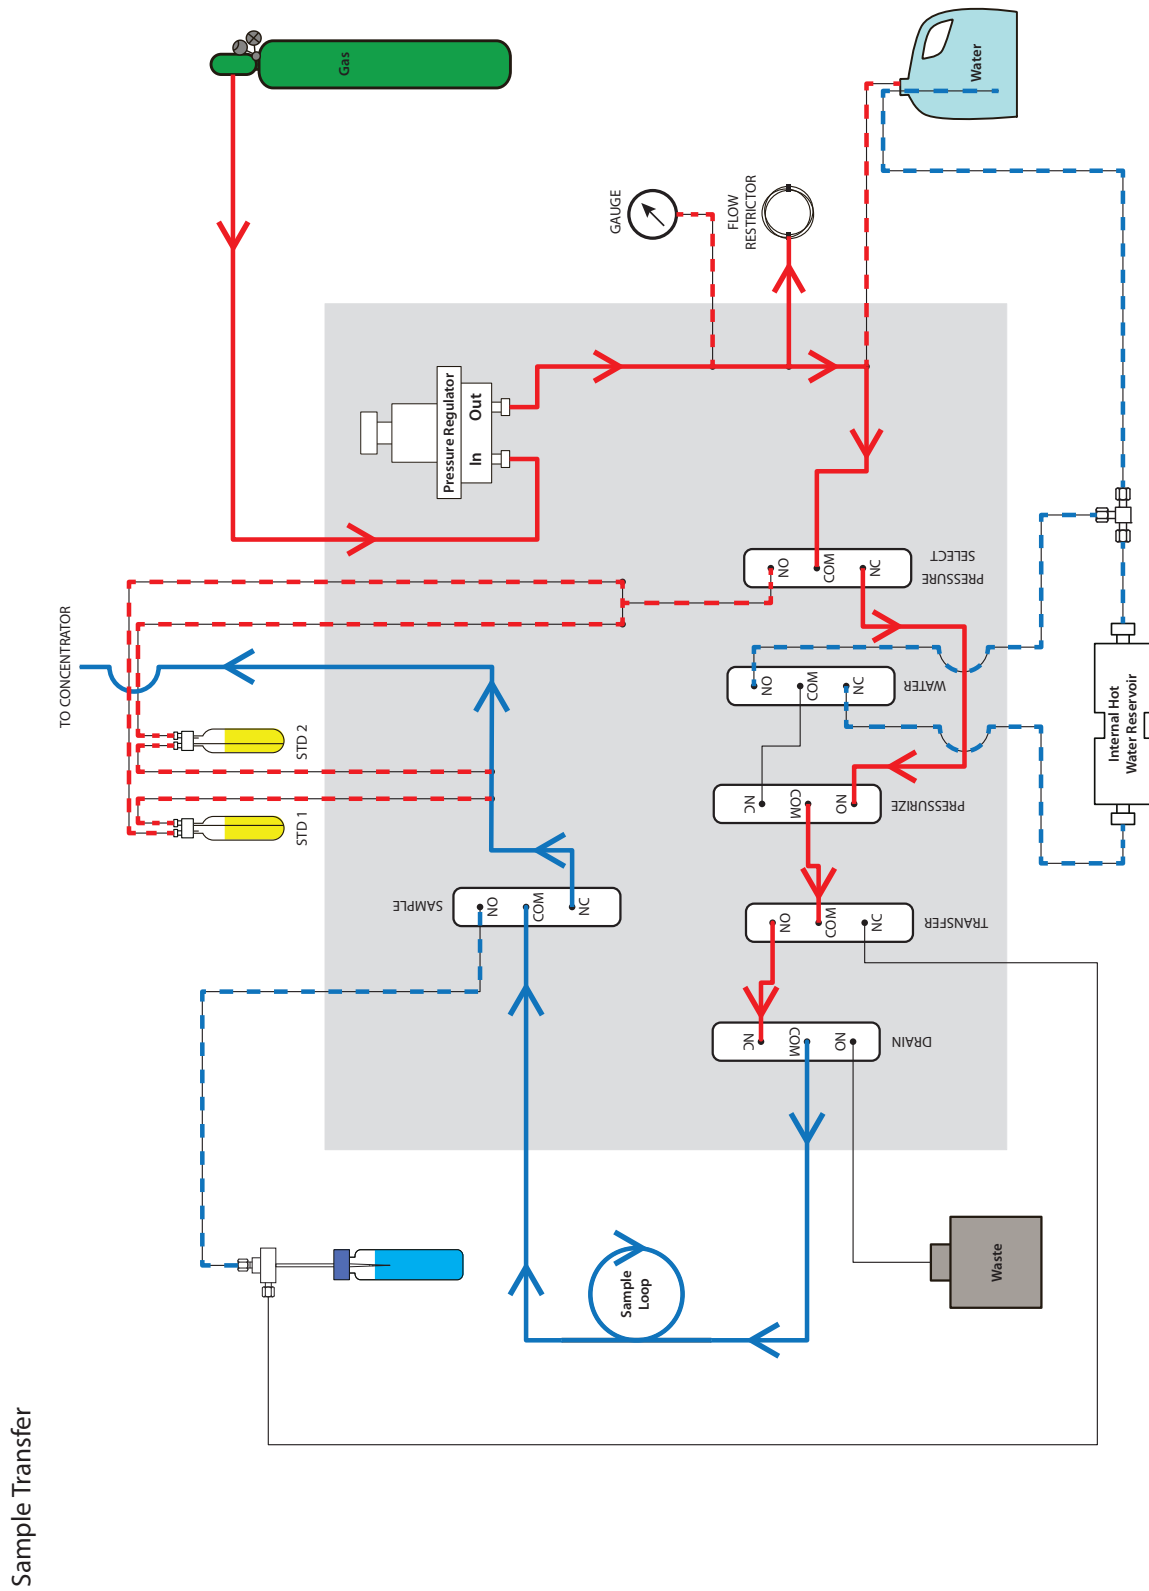 Sample Transfer
TO CONCENTRATOR
Gas
Water
GAUGE
FLOW
RESTRICTOR
Pressure Regulator
In
Out
STD 1
STD 2
SAMPLE
NO
COM
NC
NO
COM
NC
PRESSURE
SELECT
NO
COM
NC
WATER
NC
COM
NO
PRESSURIZE
NO
COM
NC
TRANSFER
NC
COM
NO
DRAIN
Sample
Loop
Waste
Internal Hot
Water Reservoir